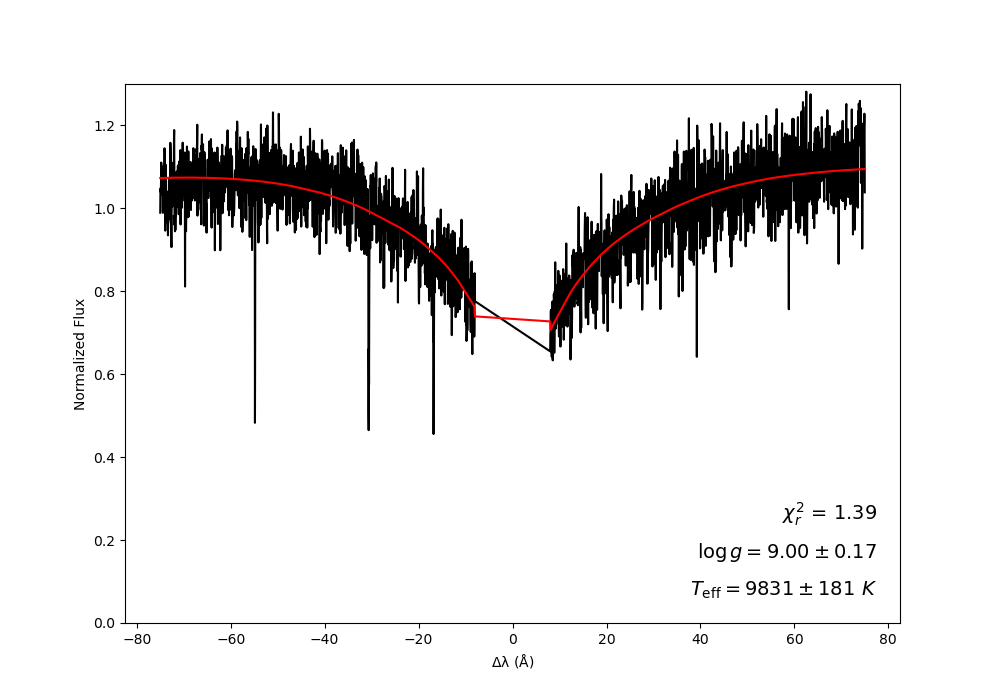 1.2
1.0
0.8
0.6
0.4
0.2
0.0
Normalized Flux
χ²ᵣ = 1.39
log g = 9.00 ± 0.17
T_eff = 9831 ± 181 K
−80 −60 −40 −20 0 20 40 60 80
Δλ (Å)